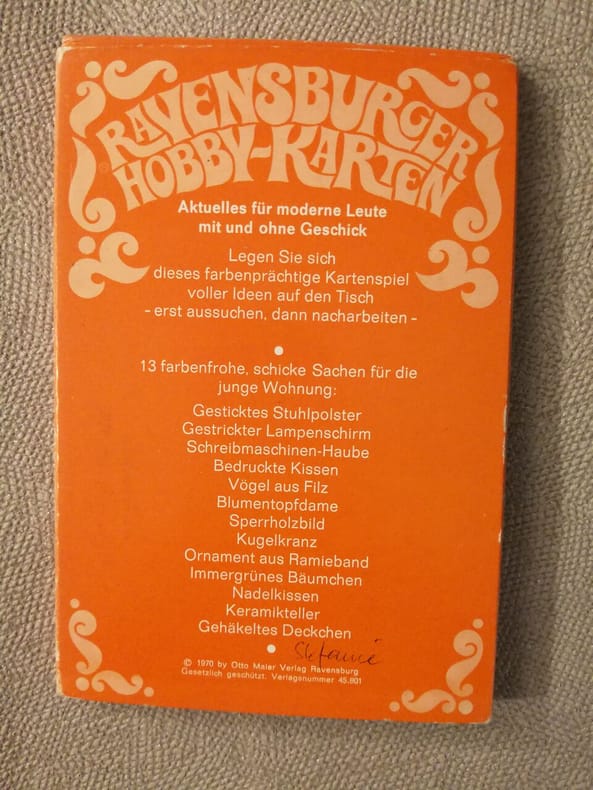 RAVENSBURGER
HOBBY-KARTEN
Aktuelles für moderne Leute
mit und ohne Geschick
Legen Sie sich
dieses farbenprächtige Kartenspiel
voller Ideen auf den Tisch
- erst aussuchen, dann nacharbeiten -
13 farbenfrohe, schicke Sachen für die
junge Wohnung:
Gesticktes Stuhlpolster
Gestrickter Lampenschirm
Schreibmaschinen-Haube
Bedruckte Kissen
Vögel aus Filz
Blumentopfdame
Sperrholzbild
Kugelkranz
Ornament aus Ramieband
Immergrünes Bäumchen
Nadelkissen
Keramikteller
Gehäkeltes Deckchen
Stefanie
© 1970 by Otto Maier Verlag Ravensburg
Gesetzlich geschützt. Verlagsnummer 45.801